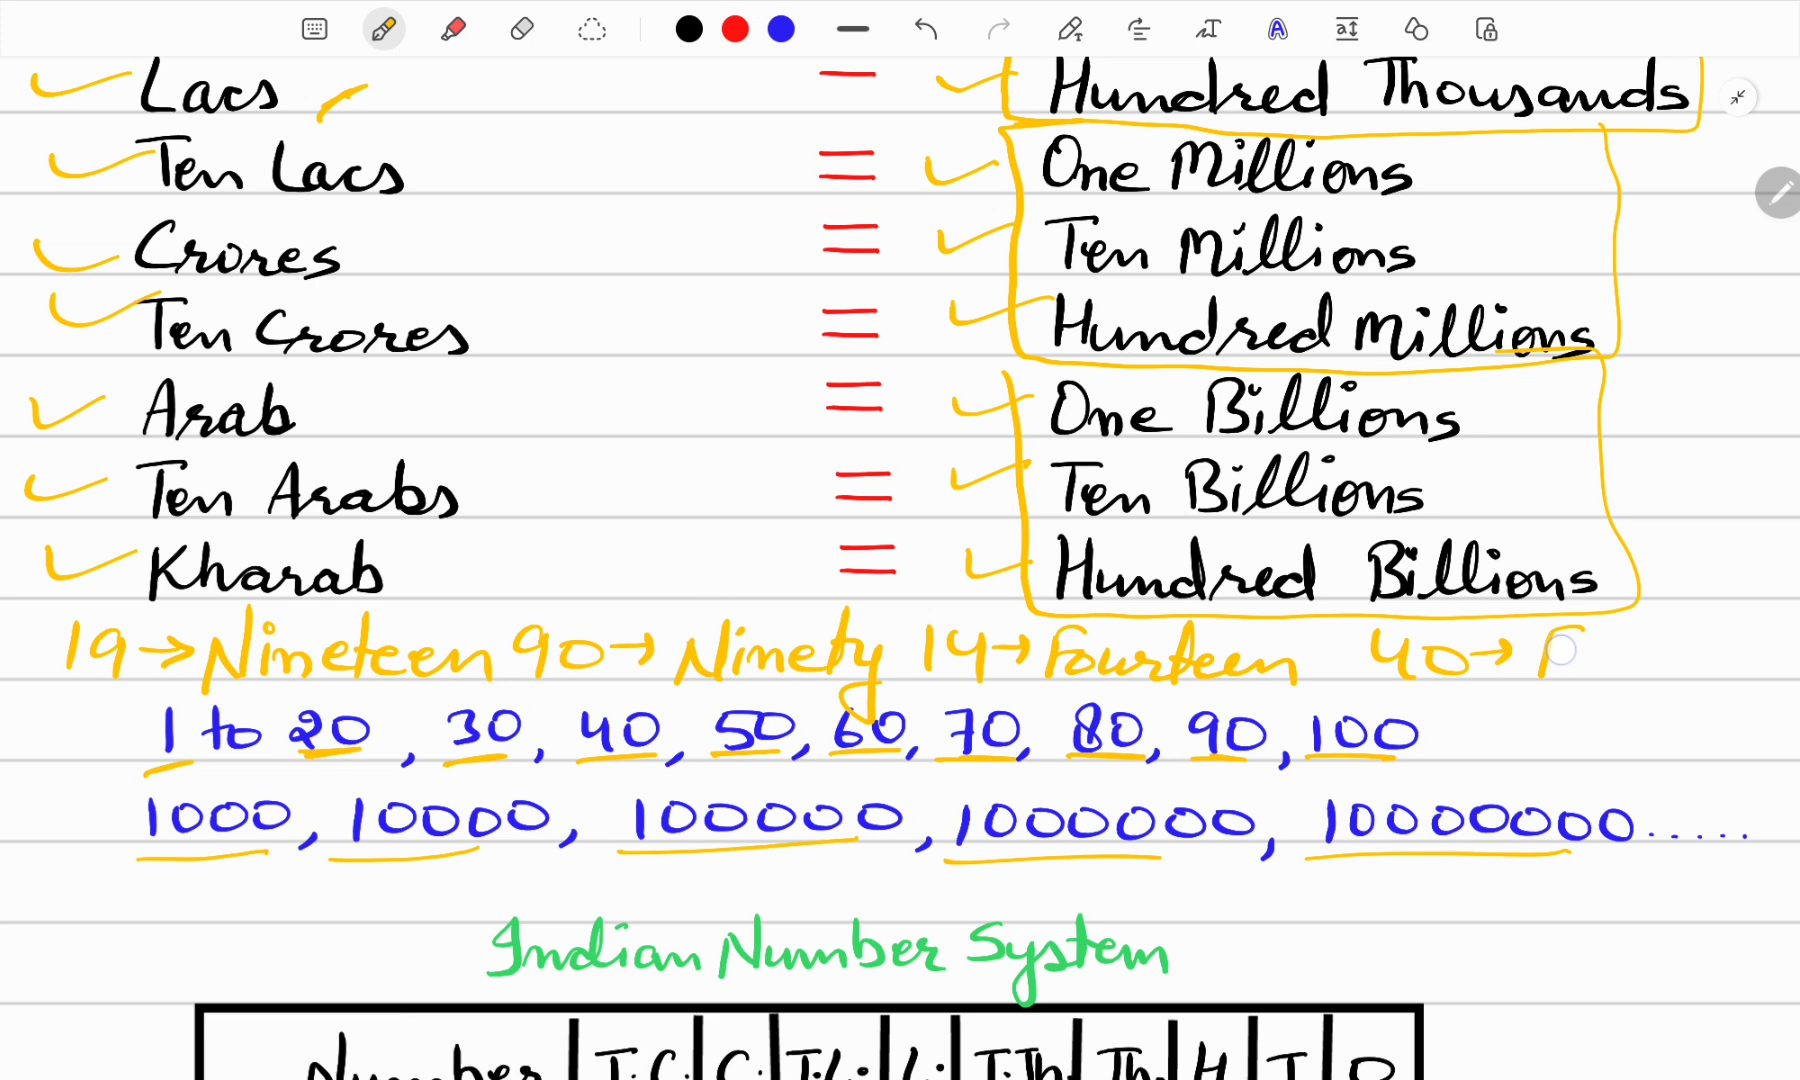 Lacs = Hundred Thousands
Ten Lacs = One Millions
Crores = Ten Millions
Ten Crores = Hundred Millions
Arab = One Billions
Ten Arabs = Ten Billions
Kharab = Hundred Billions
19→Nineteen 90→Ninety 14→Fourteen 40→F
1 to 20, 30, 40, 50, 60, 70, 80, 90, 100
1000, 10000, 100000, 1000000, 10000000.....
Indian Number System
Number T.C. C. T.L. L. T.Th Th H T O